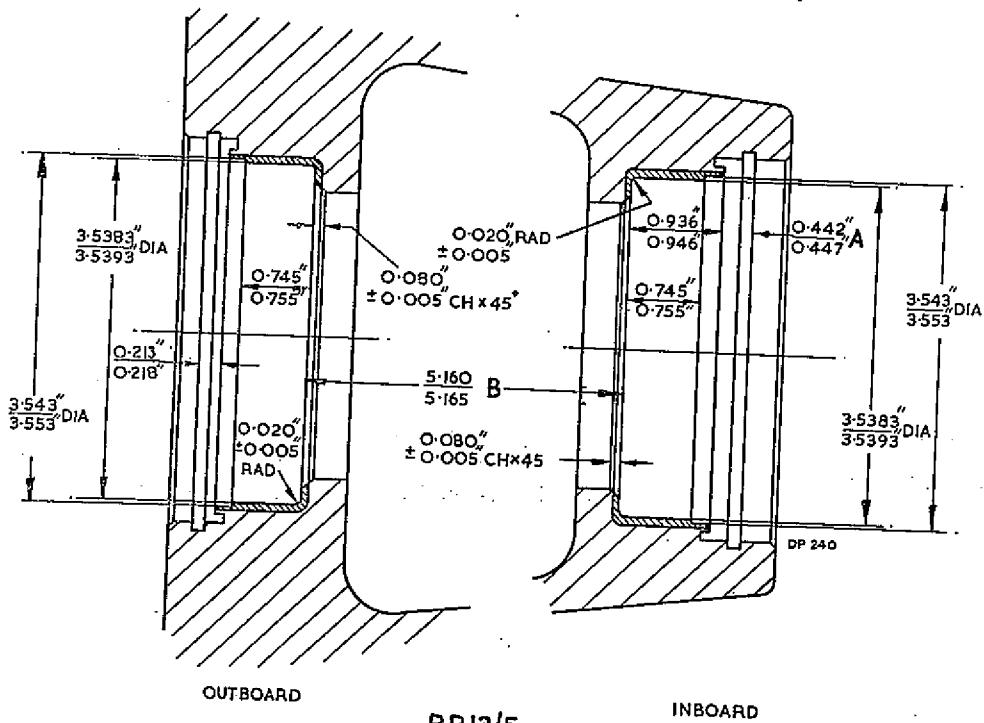 3·5383"
3·5393" DIA
0·745"
0·755"
0·213"
0·218"
3·543"
3·553" DIA
0·020"
±0·005
RAD
0·080"
±0·005" CH×45°
5·160
5·165 B
0·080"
±0·005 CH×45
0·020" RAD
±0·005"
0·936"
0·946"
0·442"
0·447" A
0·745"
0·755"
3·543"
3·553" DIA
3·5383"
3·5393" DIA
DP 240
OUTBOARD
INBOARD